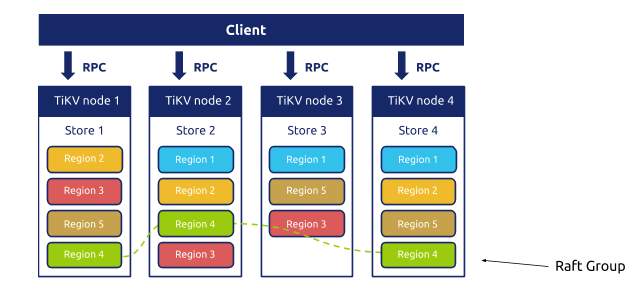 Client
RPC RPC RPC RPC
TiKV node 1 TiKV node 2 TiKV node 3 TiKV node 4
Store 1 Store 2 Store 3 Store 4
Region 2 Region 1 Region 1 Region 1
Region 3 Region 2 Region 5 Region 2
Region 5 Region 4 Region 3 Region 5
Region 4 Region 3 Region 4
Raft Group